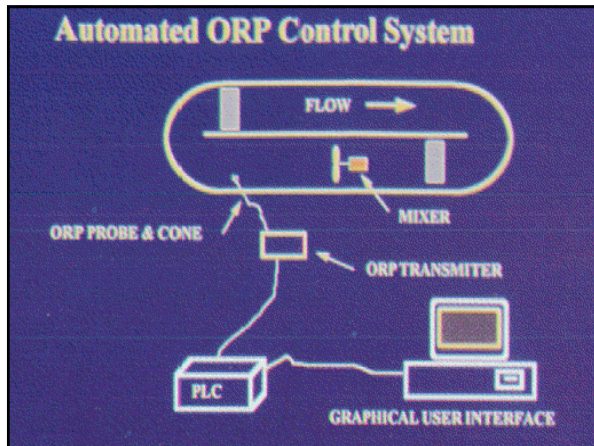 Automated ORP Control System
FLOW
MIXER
ORP PROBE & CONE
ORP TRANSMITER
PLC
GRAPHICAL USER INTERFACE